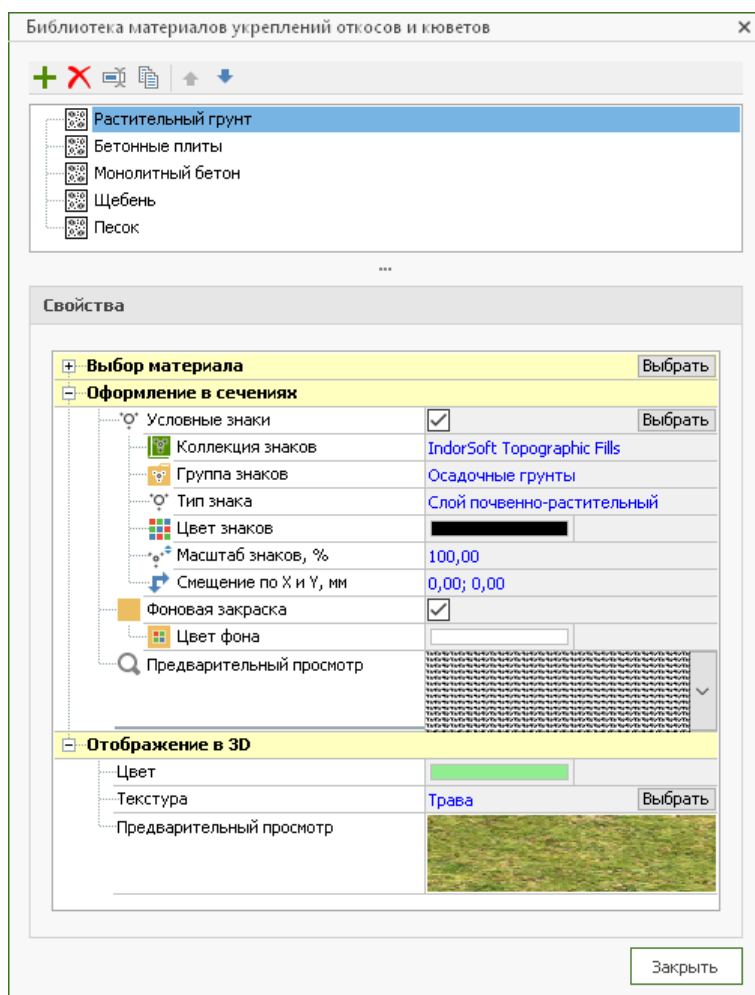 Библиотека материалов укреплений откосов и кюветов
Растительный грунт
Бетонные плиты
Монолитный бетон
Щебень
Песок
Свойства
Выбор материала Выбрать
Оформление в сечениях
Условные знаки Выбрать
Коллекция знаков IndorSoft Topographic Fills
Группа знаков Осадочные грунты
Тип знака Слой почвенно-растительный
Цвет знаков
Масштаб знаков, % 100,00
Смещение по X и Y, мм 0,00; 0,00
Фоновая закраска
Цвет фона
Предварительный просмотр
Отображение в 3D
Цвет
Текстура Трава Выбрать
Предварительный просмотр
Закрыть